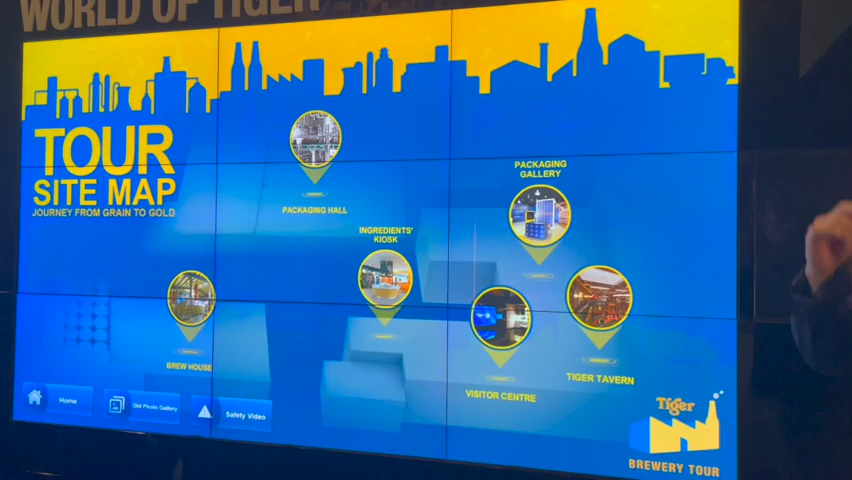 WORLD OF TIGER
TOUR
SITE MAP
JOURNEY FROM GRAIN TO GOLD
PACKAGING HALL
PACKAGING
GALLERY
INGREDIENTS'
KIOSK
BREW HOUSE
VISITOR CENTRE
TIGER TAVERN
Home
Old Photo Gallery
Safety Video
Tiger
BREWERY TOUR